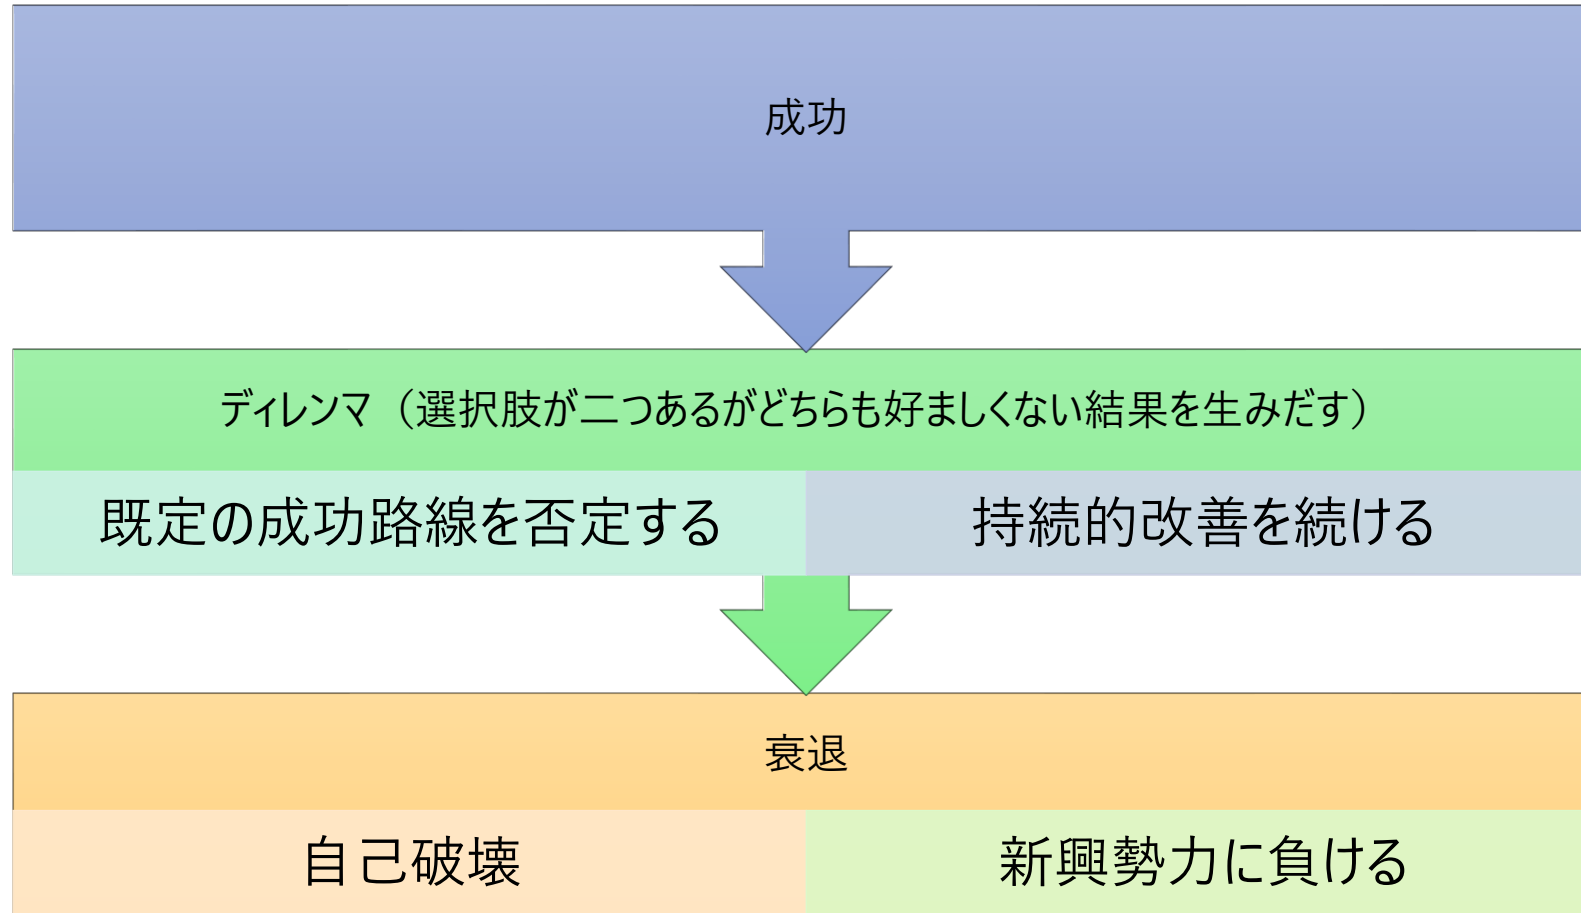 成功
ディレンマ（選択肢が二つあるがどちらも好ましくない結果を生みだす）
既定の成功路線を否定する
持続的改善を続ける
衰退
自己破壊
新興勢力に負ける